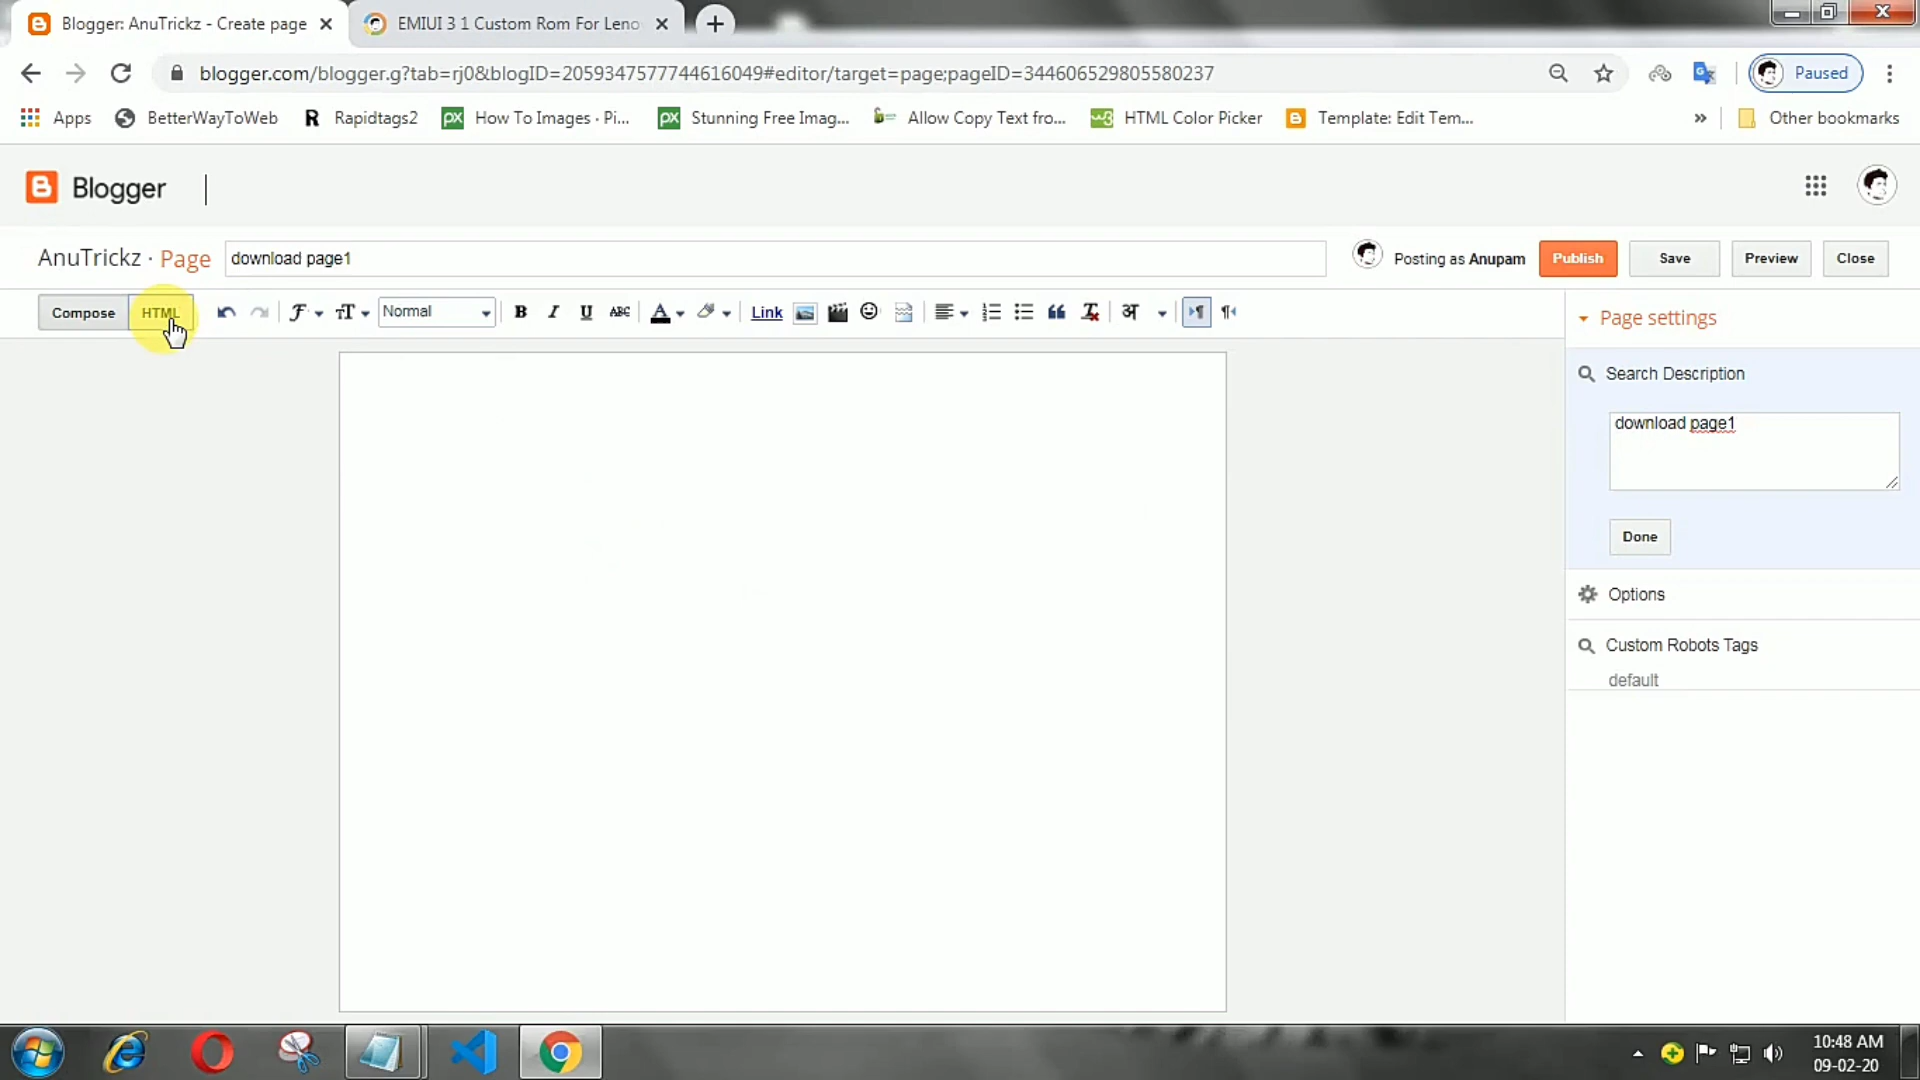 Blogger: AnuTrickz - Create page
EMIUI 3 1 Custom Rom For Leno
blogger.com/blogger.g?tab=rj0&blogID=2059347577744616049#editor/target=page;pageID=344606529805580237
Paused
Apps
BetterWayToWeb
R Rapidtags2
px How To Images · Pi...
px Stunning Free Imag...
Allow Copy Text fro...
HTML Color Picker
Template: Edit Tem...
»
Other bookmarks
Blogger
AnuTrickz · Page
download page1
Posting as Anupam
Publish
Save
Preview
Close
Compose
HTML
Normal
B I U ABC A
Link
अ
Page settings
Search Description
download page1
Done
Options
Custom Robots Tags
default
10:48 AM
09-02-20